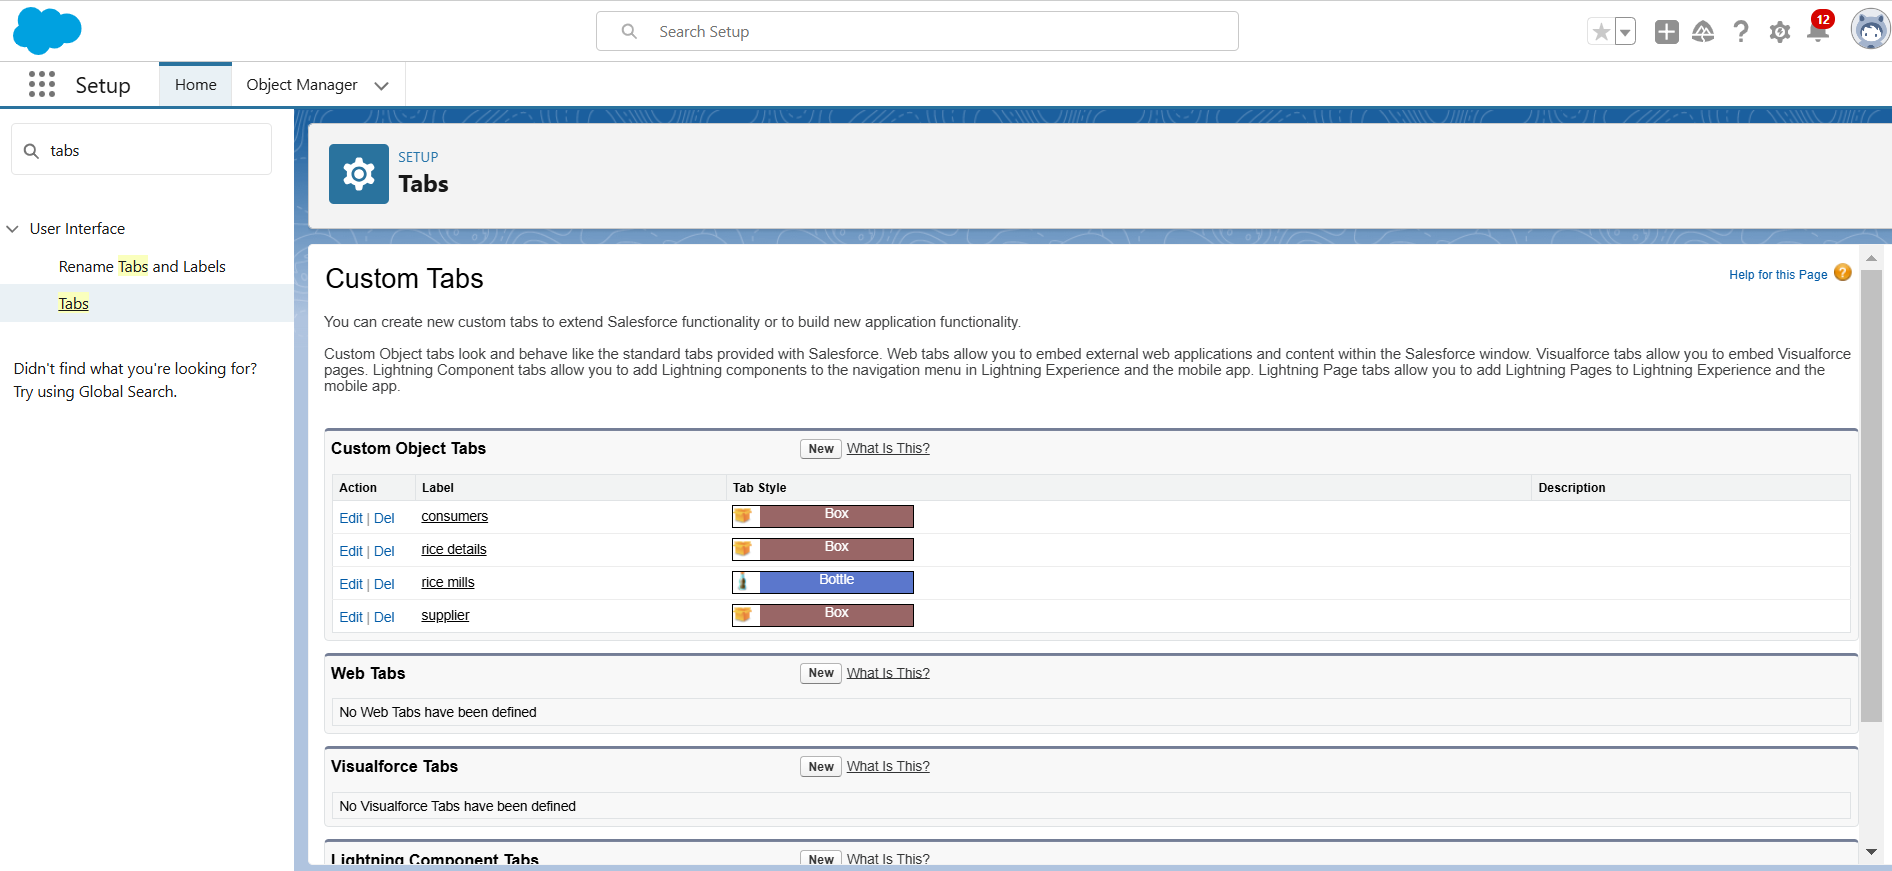 Search Setup
12
Setup
Home
Object Manager
tabs
User Interface
Rename Tabs and Labels
Tabs
Didn't find what you're looking for?
Try using Global Search.
SETUP
Tabs
Custom Tabs
Help for this Page
You can create new custom tabs to extend Salesforce functionality or to build new application functionality.
Custom Object tabs look and behave like the standard tabs provided with Salesforce. Web tabs allow you to embed external web applications and content within the Salesforce window. Visualforce tabs allow you to embed Visualforce
pages. Lightning Component tabs allow you to add Lightning components to the navigation menu in Lightning Experience and the mobile app. Lightning Page tabs allow you to add Lightning Pages to Lightning Experience and the
mobile app.
Custom Object Tabs New What Is This?
Action Label Tab Style Description
Edit | Del consumers Box
Edit | Del rice details Box
Edit | Del rice mills Bottle
Edit | Del supplier Box
Web Tabs New What Is This?
No Web Tabs have been defined
Visualforce Tabs New What Is This?
No Visualforce Tabs have been defined
Lightning Component Tabs New What Is This?